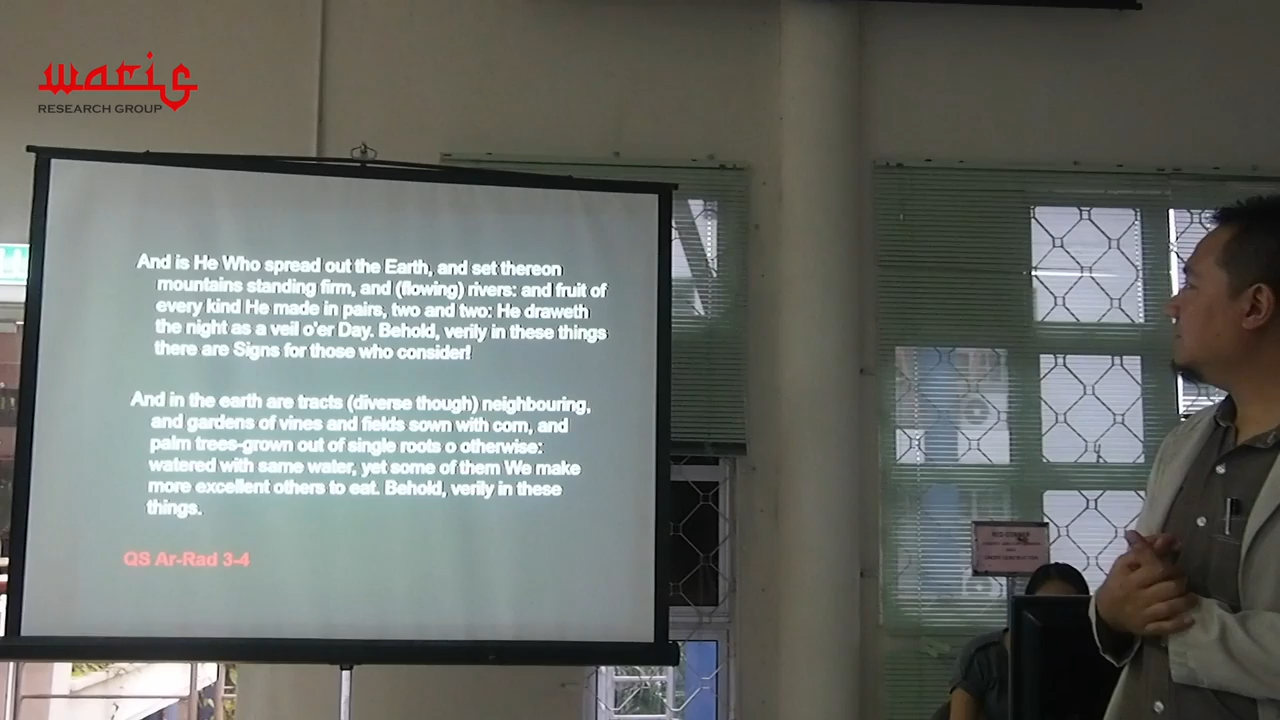 waris
RESEARCH GROUP
And is He Who spread out the Earth, and set thereon
mountains standing firm, and (flowing) rivers: and fruit of
every kind He made in pairs, two and two: He draweth
the night as a veil o'er Day. Behold, verily in these things
there are Signs for those who consider!
And in the earth are tracts (diverse though) neighbouring,
and gardens of vines and fields sown with corn, and
palm trees-grown out of single roots o otherwise:
watered with same water, yet some of them We make
more excellent others to eat. Behold, verily in these
things.
QS Ar-Rad 3-4